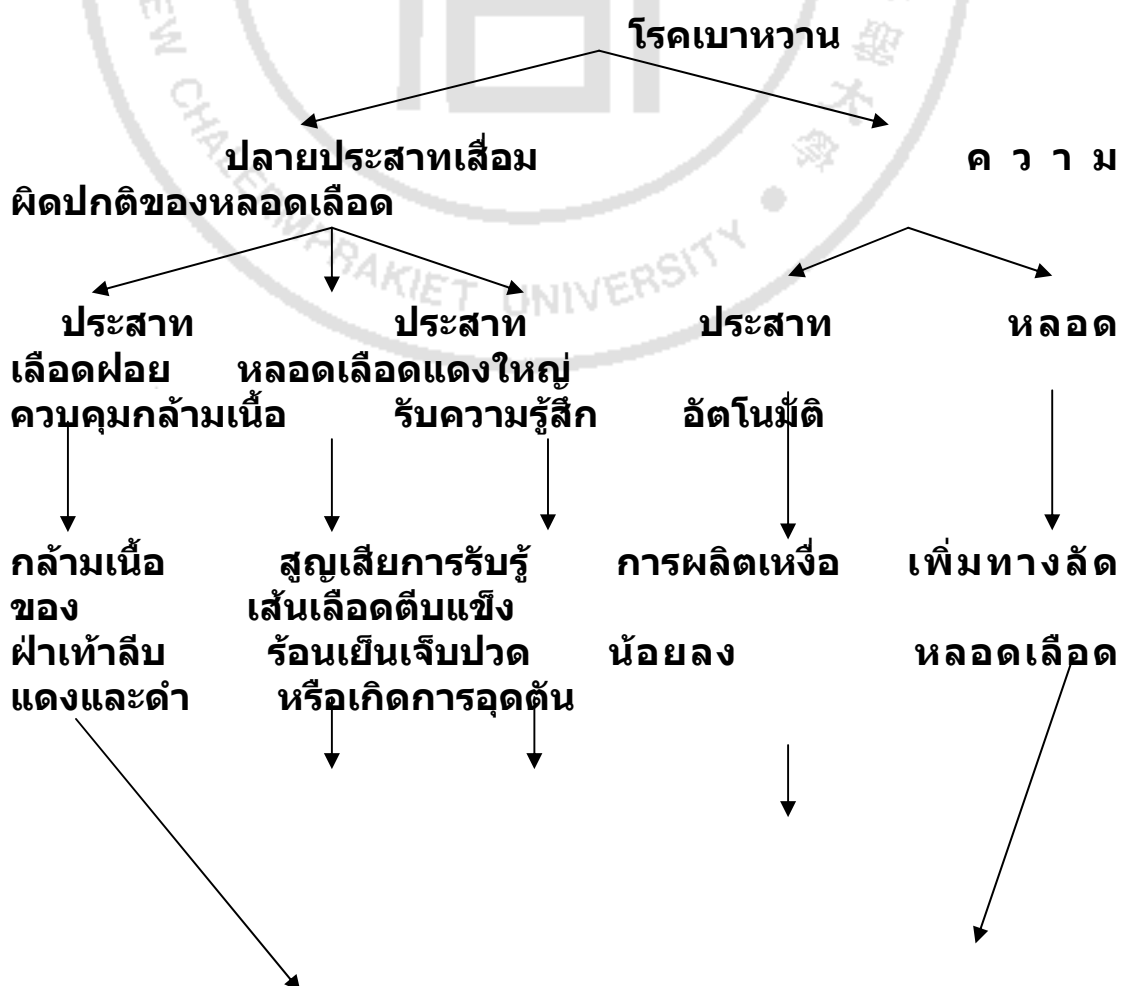 โรคเบาหวาน
ปลายประสาทเสื่อม ค ว า ม
ผิดปกติของหลอดเลือด
ประสาท ประสาท ประสาท หลอด
เลือดฝอย หลอดเลือดแดงใหญ่
ควบคุมกล้ามเนื้อ รับความรู้สึก อัตโนมัติ
กล้ามเนื้อ สูญเสียการรับรู้ การผลิตเหงื่อ เพิ่มทางลัด
ของ เส้นเลือดตีบแข็ง
ฝ่าเท้าลีบ ร้อนเย็นเจ็บปวด น้อยลง หลอดเลือด
แดงและดำ หรือเกิดการอุดตัน
CHALERMPRAKIET UNIVERSITY